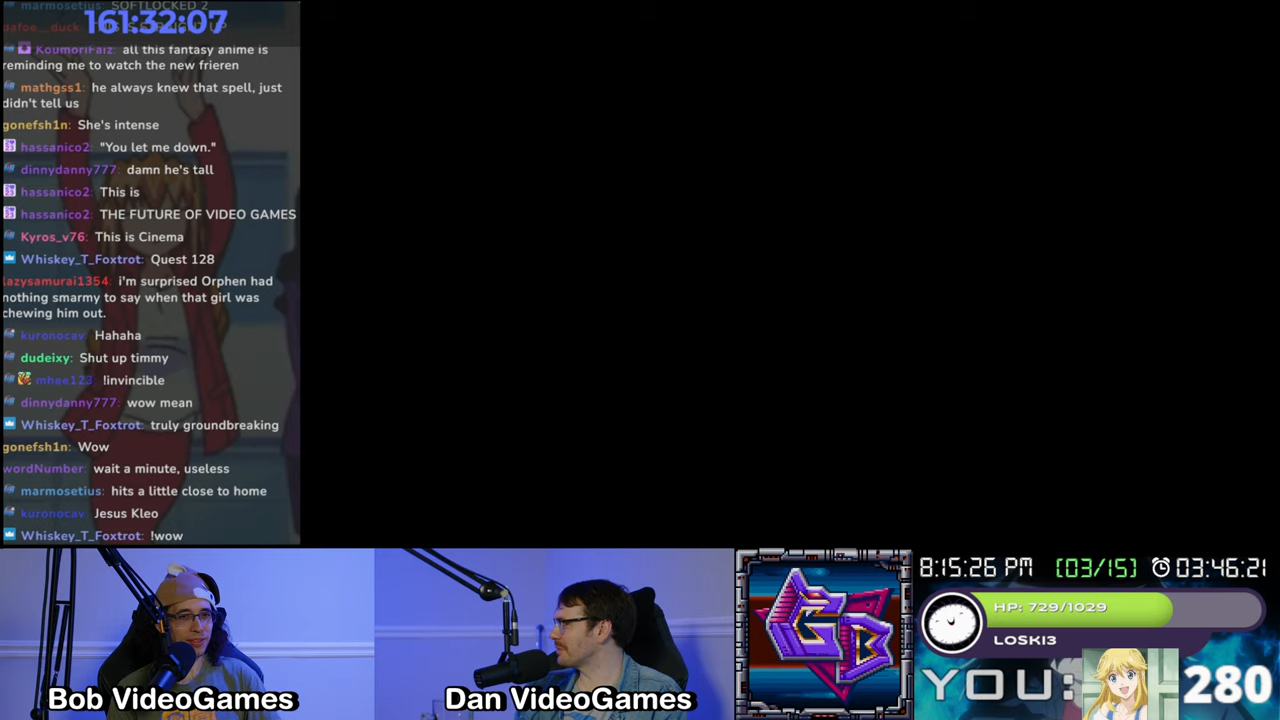 marmosetius: SOFTLOCKED 2
161:32:07
KoumoriFaiz: all this fantasy anime is
reminding me to watch the new frieren
mathgss1: he always knew that spell, just
didn't tell us
gonefsh1n: She's intense
hassanico2: "You let me down."
dinnydanny777: damn he's tall
hassanico2: This is
hassanico2: THE FUTURE OF VIDEO GAMES
Kyros_v76: This is Cinema
Whiskey_T_Foxtrot: Quest 128
lazysamurai1354: i'm surprised Orphen had
nothing smarmy to say when that girl was
chewing him out.
kuronocav: Hahaha
dudeixy: Shut up timmy
mhee123: !invincible
dinnydanny777: wow mean
Whiskey_T_Foxtrot: truly groundbreaking
gonefsh1n: Wow
wordNumber: wait a minute, useless
marmosetius: hits a little close to home
kuronocav: Jesus Kleo
Whiskey_T_Foxtrot: !wow
Bob VideoGames
Dan VideoGames
GB
8:15:26 PM [03/15] 03:46:21
HP: 729/1029
LOSKI3
YOU: 280